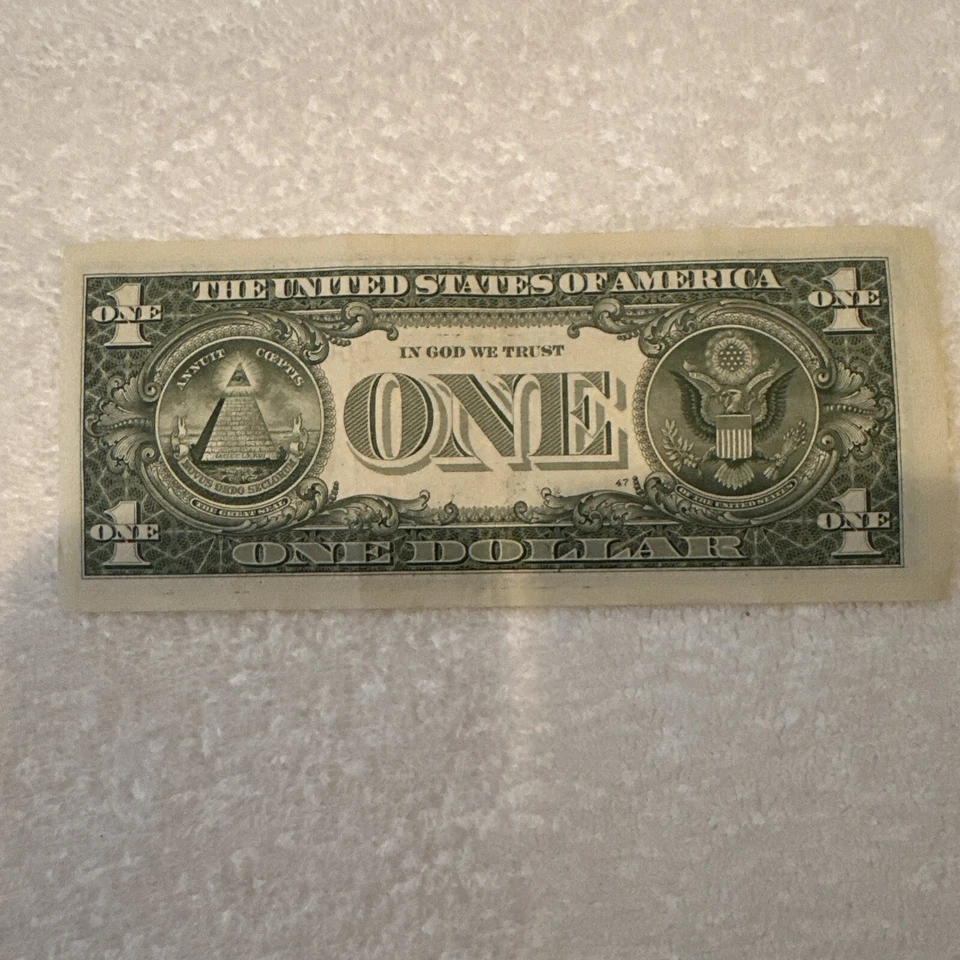 THE UNITED STATES OF AMERICA
1
ONE
1
ONE
ANNUIT CŒPTIS
NOVUS ORDO SECLORUM
THE GREAT SEAL
IN GOD WE TRUST
ONE
47
OF THE UNITED STATES
1
ONE
1
ONE
ONE DOLLAR